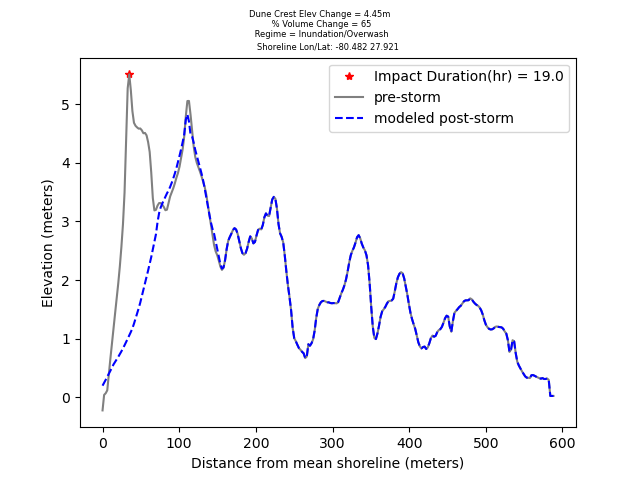 Dune Crest Elev Change = 4.45m
% Volume Change = 65
Regime = Inundation/Overwash
Shoreline Lon/Lat: -80.482 27.921
Impact Duration(hr) = 19.0
pre-storm
modeled post-storm
Elevation (meters)
5
4
3
2
1
0
0 100 200 300 400 500 600
Distance from mean shoreline (meters)